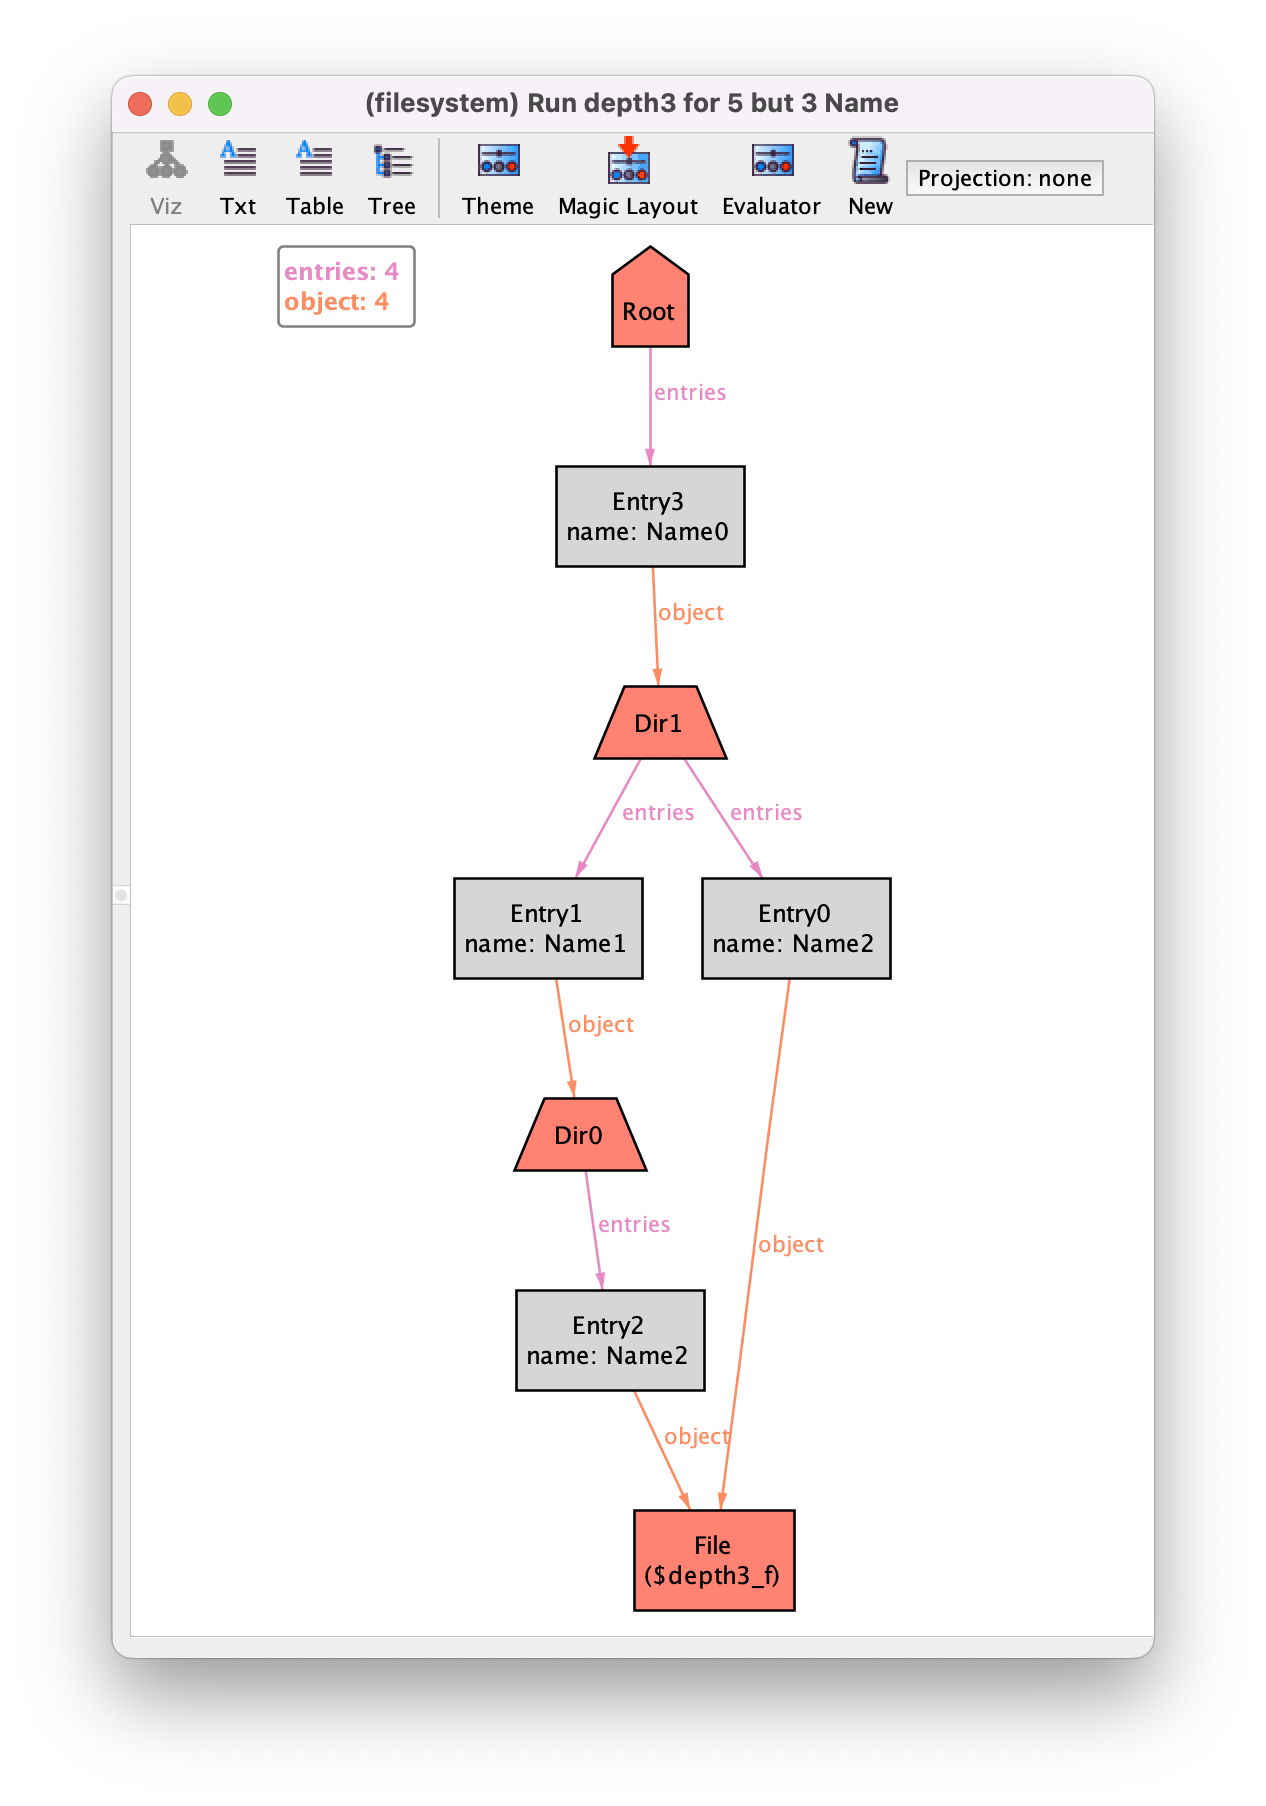 (filesystem) Run depth3 for 5 but 3 Name
Viz Txt Table Tree Theme Magic Layout Evaluator New Projection: none
entries: 4
object: 4
Root
entries
Entry3
name: Name0
object
Dir1
entries entries
Entry1
name: Name1
Entry0
name: Name2
object
Dir0
entries
object
Entry2
name: Name2
object
File
($depth3_f)